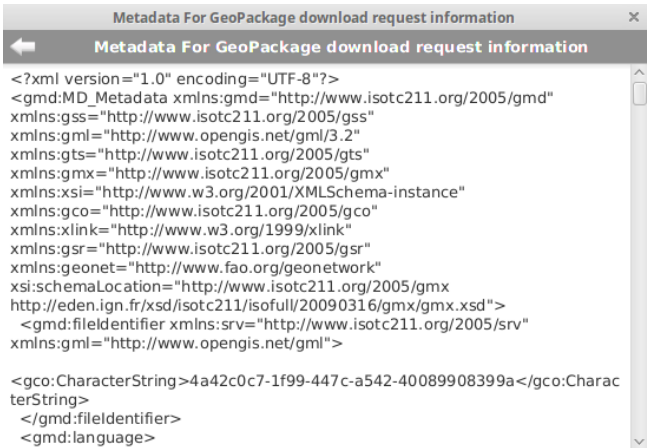 Metadata For GeoPackage download request information
Metadata For GeoPackage download request information
<?xml version="1.0" encoding="UTF-8"?>
<gmd:MD_Metadata xmlns:gmd="http://www.isotc211.org/2005/gmd"
xmlns:gss="http://www.isotc211.org/2005/gss"
xmlns:gml="http://www.opengis.net/gml/3.2"
xmlns:gts="http://www.isotc211.org/2005/gts"
xmlns:gmx="http://www.isotc211.org/2005/gmx"
xmlns:xsi="http://www.w3.org/2001/XMLSchema-instance"
xmlns:gco="http://www.isotc211.org/2005/gco"
xmlns:xlink="http://www.w3.org/1999/xlink"
xmlns:gsr="http://www.isotc211.org/2005/gsr"
xmlns:geonet="http://www.fao.org/geonetwork"
xsi:schemaLocation="http://www.isotc211.org/2005/gmx
http://eden.ign.fr/xsd/isotc211/isofull/20090316/gmx/gmx.xsd">
<gmd:fileIdentifier xmlns:srv="http://www.isotc211.org/2005/srv"
xmlns:gml="http://www.opengis.net/gml">
<gco:CharacterString>4a42c0c7-1f99-447c-a542-40089908399a</gco:Charac
terString>
</gmd:fileIdentifier>
<gmd:language>